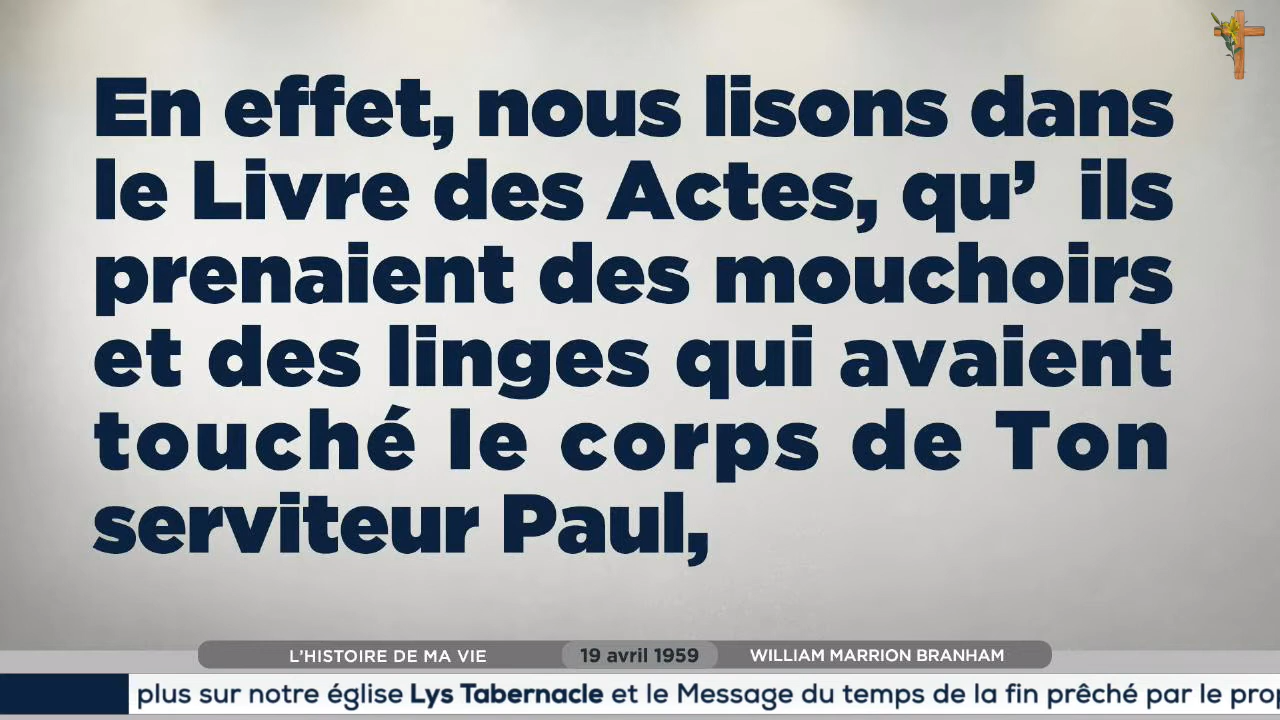 En effet, nous lisons dans
le Livre des Actes, qu’ ils
prenaient des mouchoirs
et des linges qui avaient
touché le corps de Ton
serviteur Paul,
L’HISTOIRE DE MA VIE 19 avril 1959 WILLIAM MARRION BRANHAM
plus sur notre église Lys Tabernacle et le Message du temps de la fin prêché par le